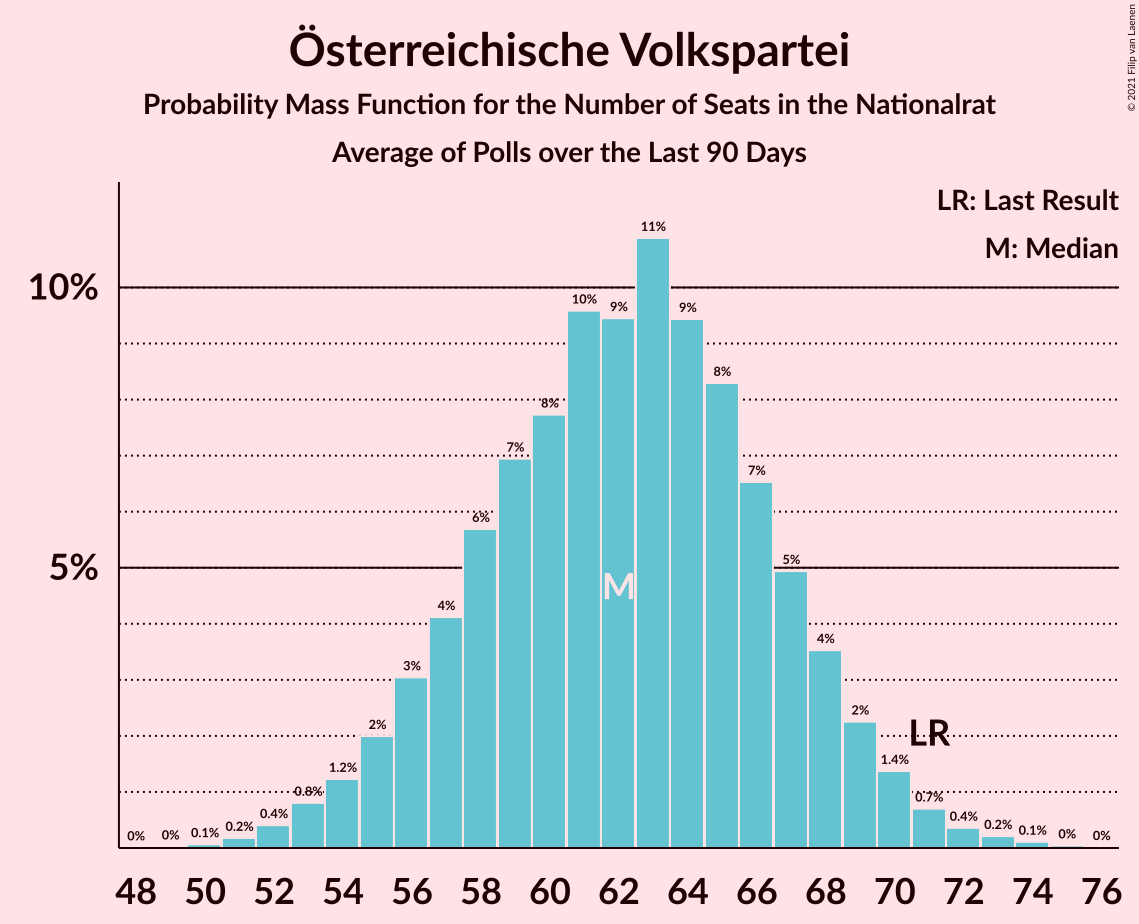 Österreichische Volkspartei
Probability Mass Function for the Number of Seats in the Nationalrat
Average of Polls over the Last 90 Days
© 2021 Filip van Laenen
LR: Last Result
M: Median
10%
5%
0% 0% 0.1% 0.2% 0.4% 0.8% 1.2% 2% 3% 4% 6% 7% 8% 10% 9% 11% 9% 8% 7% 5% 4% 2% 1.4% 0.7% 0.4% 0.2% 0.1% 0% 0%
M
LR
48 50 52 54 56 58 60 62 64 66 68 70 72 74 76